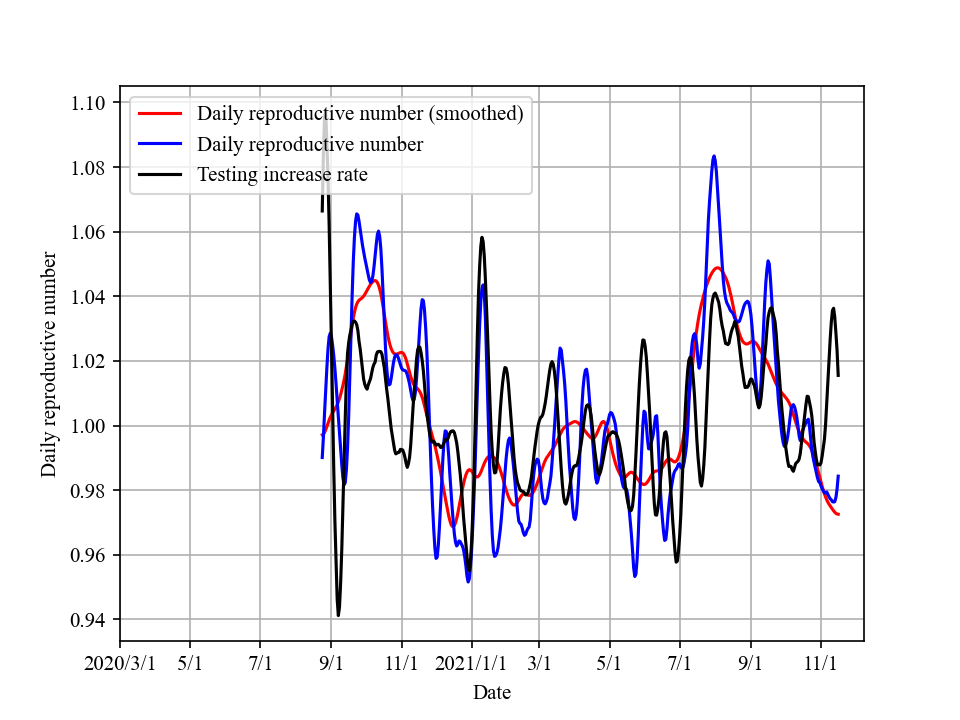 Daily reproductive number (smoothed)
Daily reproductive number
Testing increase rate
Daily reproductive number
1.10
1.08
1.06
1.04
1.02
1.00
0.98
0.96
0.94
2020/3/1 5/1 7/1 9/1 11/1 2021/1/1 3/1 5/1 7/1 9/1 11/1
Date